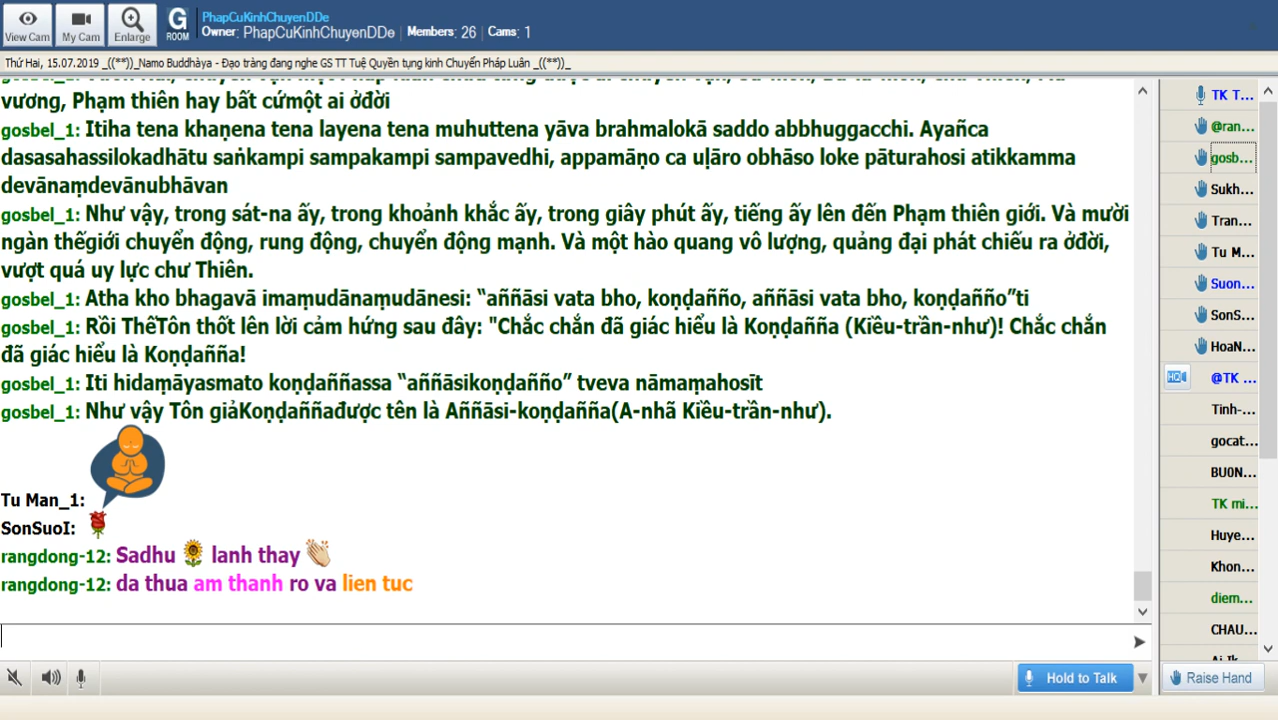 View Cam
My Cam
Enlarge
G
ROOM
PhapCuKinhChuyenDDe
Owner: PhapCuKinhChuyenDDe | Members: 26 | Cams: 1
Thứ Hai, 15.07.2019 _((**))_Namo Buddhàya - Đạo tràng đang nghe GS TT Tuệ Quyền tụng kinh Chuyển Pháp Luân _((**))_
vương, Phạm thiên hay bất cứmột ai ởđời
gosbel_1: Itiha tena khaṇena tena layena tena muhuttena yāva brahmalokā saddo abbhuggacchi. Ayañca
dasasahassilokadhātu saṅkampi sampakampi sampavedhi, appamāṇo ca uḷāro obhāso loke pāturahosi atikkamma
devānaṃdevānubhāvan
gosbel_1: Như vậy, trong sát-na ấy, trong khoảnh khắc ấy, trong giây phút ấy, tiếng ấy lên đến Phạm thiên giới. Và mười
ngàn thếgiới chuyển động, rung động, chuyển động mạnh. Và một hào quang vô lượng, quảng đại phát chiếu ra ởđời,
vượt quá uy lực chư Thiên.
gosbel_1: Atha kho bhagavā imaṃudānaṃudānesi: “aññāsi vata bho, koṇḍañño, aññāsi vata bho, koṇḍañño”ti
gosbel_1: Rồi ThếTôn thốt lên lời cảm hứng sau đây: "Chắc chắn đã giác hiểu là Koṇḍañña (Kiều-trần-như)! Chắc chắn
đã giác hiểu là Koṇḍañña!
gosbel_1: Iti hidaṃāyasmato koṇḍaññassa “aññāsikoṇḍañño” tveva nāmaṃahosīt
gosbel_1: Như vậy Tôn giảKoṇḍaññađược tên là Aññāsi-koṇḍañña(A-nhã Kiều-trần-như).
Tu Man_1:
SonSuoI:
rangdong-12: Sadhu lanh thay
rangdong-12: da thua am thanh ro va lien tuc
Hold to Talk
TK T...
@ran...
gosb...
Sukh...
Tran...
Tu M...
Suon...
SonS...
HoaN...
HD
@TK ...
Tinh-...
gocat...
BU0N...
TK mi...
Huye...
Khon...
diem...
CHAU...
Raise Hand